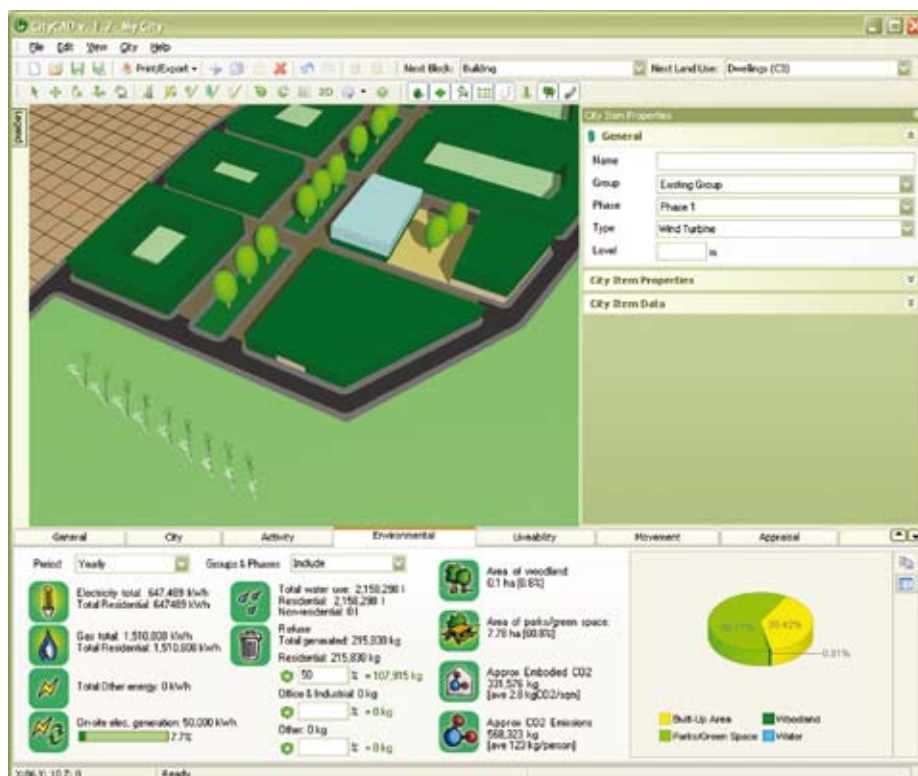 CityCAD v. 1.2 - My City
File Edit View City Help
Print/Export Next Block: Building Next Land Use: Dwellings (C3)
2D
Legend
City Item Properties
General
Name
Group Existing Group
Phase Phase 1
Type Wind Turbine
Level m
City Item Properties
City Item Data
General City Activity Environmental Liveability Movement Appraisal
Period Yearly Groups & Phases Include
Electricity total: 647,489 kWh
Total Residential: 647489 kWh
Gas total: 1,510,808 kWh
Total Residential: 1,510,808 kWh
Total Other energy: 0 kWh
On-site elec. generation: 50,000 kWh
7.7%
Total water use: 2,158,298 l
Residential: 2,158,298 l
Non-residential: 0 l
Refuse
Total generated: 215,830 kg
Residential: 215,830 kg
50 % = 107,915 kg
Office & Industrial: 0 kg
% = 0 kg
Other: 0 kg
% = 0 kg
Area of woodland:
0.1 ha [0.8%]
Area of parks/green space:
7.78 ha [60.8%]
Approx Embodied CO2
331,576 kg
[ave 2.8 kgCO2/sqm]
Approx CO2 Emissions
568,323 kg
[ave 123 kg/person]
0.81%
Built-Up Area Woodland
Parks/Green Space Water
Ready